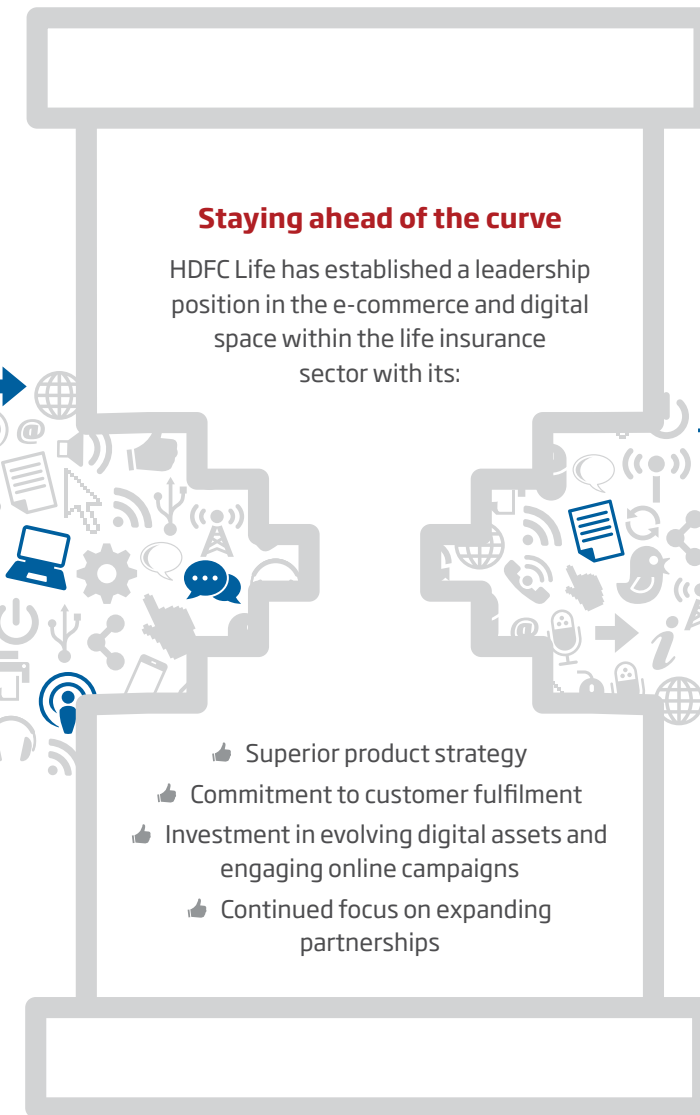 Staying ahead of the curve
HDFC Life has established a leadership
position in the e-commerce and digital
space within the life insurance
sector with its:
Superior product strategy
Commitment to customer fulfilment
Investment in evolving digital assets and
engaging online campaigns
Continued focus on expanding
partnerships